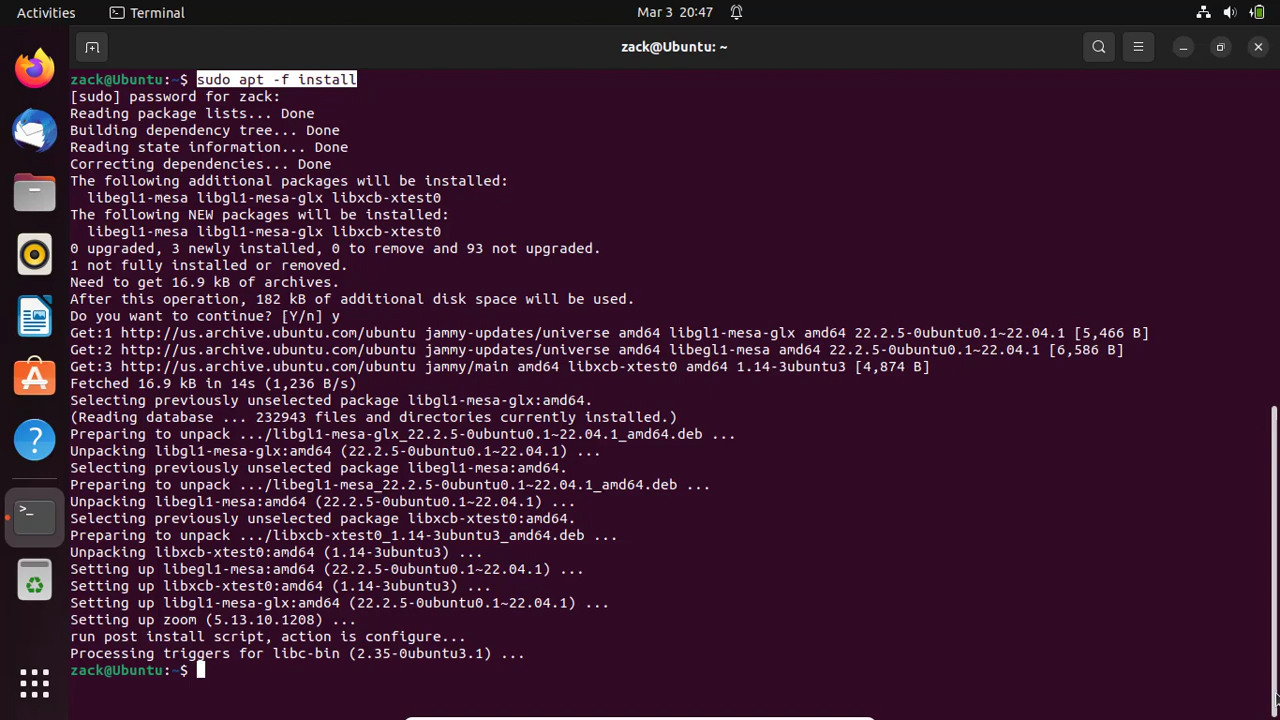 Activities Terminal Mar 3 20:47
zack@Ubuntu: ~
zack@Ubuntu:~$ sudo apt -f install
[sudo] password for zack:
Reading package lists... Done
Building dependency tree... Done
Reading state information... Done
Correcting dependencies... Done
The following additional packages will be installed:
  libegl1-mesa libgl1-mesa-glx libxcb-xtest0
The following NEW packages will be installed:
  libegl1-mesa libgl1-mesa-glx libxcb-xtest0
0 upgraded, 3 newly installed, 0 to remove and 93 not upgraded.
1 not fully installed or removed.
Need to get 16.9 kB of archives.
After this operation, 182 kB of additional disk space will be used.
Do you want to continue? [Y/n] y
Get:1 http://us.archive.ubuntu.com/ubuntu jammy-updates/universe amd64 libgl1-mesa-glx amd64 22.2.5-0ubuntu0.1~22.04.1 [5,466 B]
Get:2 http://us.archive.ubuntu.com/ubuntu jammy-updates/universe amd64 libegl1-mesa amd64 22.2.5-0ubuntu0.1~22.04.1 [6,586 B]
Get:3 http://us.archive.ubuntu.com/ubuntu jammy/main amd64 libxcb-xtest0 amd64 1.14-3ubuntu3 [4,874 B]
Fetched 16.9 kB in 14s (1,236 B/s)
Selecting previously unselected package libgl1-mesa-glx:amd64.
(Reading database ... 232943 files and directories currently installed.)
Preparing to unpack .../libgl1-mesa-glx_22.2.5-0ubuntu0.1~22.04.1_amd64.deb ...
Unpacking libgl1-mesa-glx:amd64 (22.2.5-0ubuntu0.1~22.04.1) ...
Selecting previously unselected package libegl1-mesa:amd64.
Preparing to unpack .../libegl1-mesa_22.2.5-0ubuntu0.1~22.04.1_amd64.deb ...
Unpacking libegl1-mesa:amd64 (22.2.5-0ubuntu0.1~22.04.1) ...
Selecting previously unselected package libxcb-xtest0:amd64.
Preparing to unpack .../libxcb-xtest0_1.14-3ubuntu3_amd64.deb ...
Unpacking libxcb-xtest0:amd64 (1.14-3ubuntu3) ...
Setting up libegl1-mesa:amd64 (22.2.5-0ubuntu0.1~22.04.1) ...
Setting up libxcb-xtest0:amd64 (1.14-3ubuntu3) ...
Setting up libgl1-mesa-glx:amd64 (22.2.5-0ubuntu0.1~22.04.1) ...
Setting up zoom (5.13.10.1208) ...
run post install script, action is configure...
Processing triggers for libc-bin (2.35-0ubuntu3.1) ...
zack@Ubuntu:~$